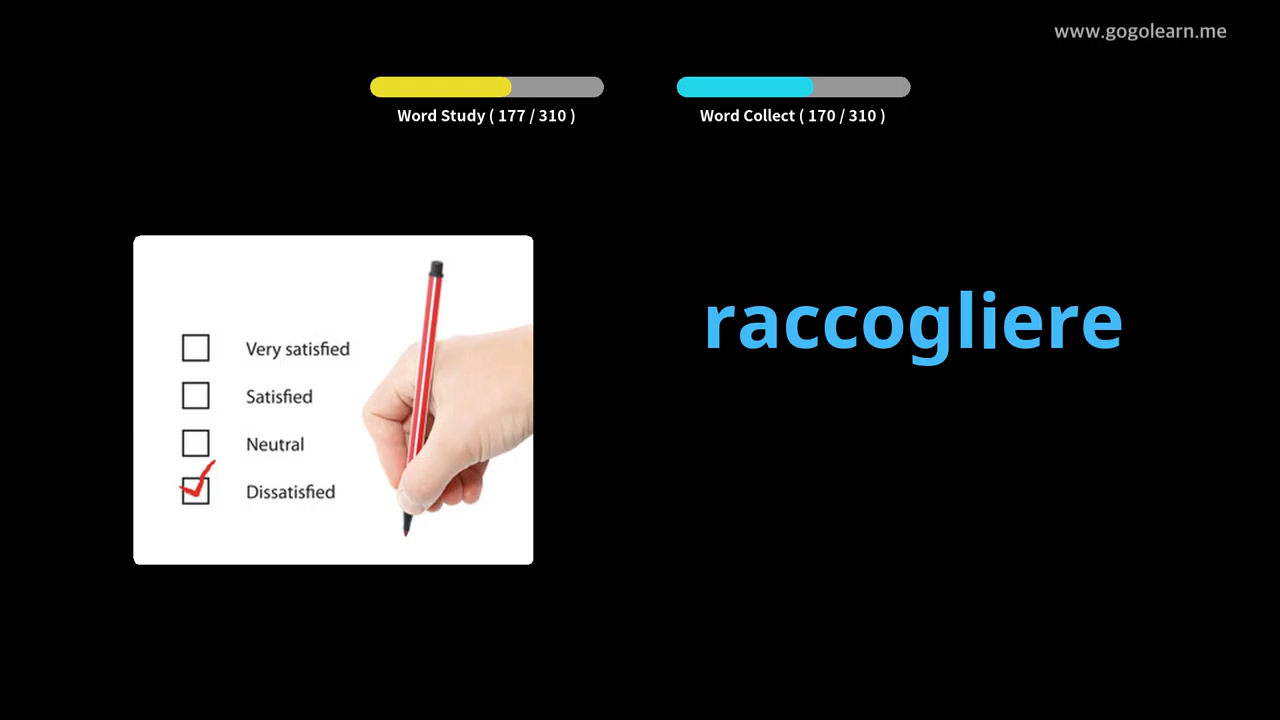 www.gogolearn.me
Word Study ( 177 / 310 )
Word Collect ( 170 / 310 )
raccogliere
Very satisfied
Satisfied
Neutral
Dissatisfied